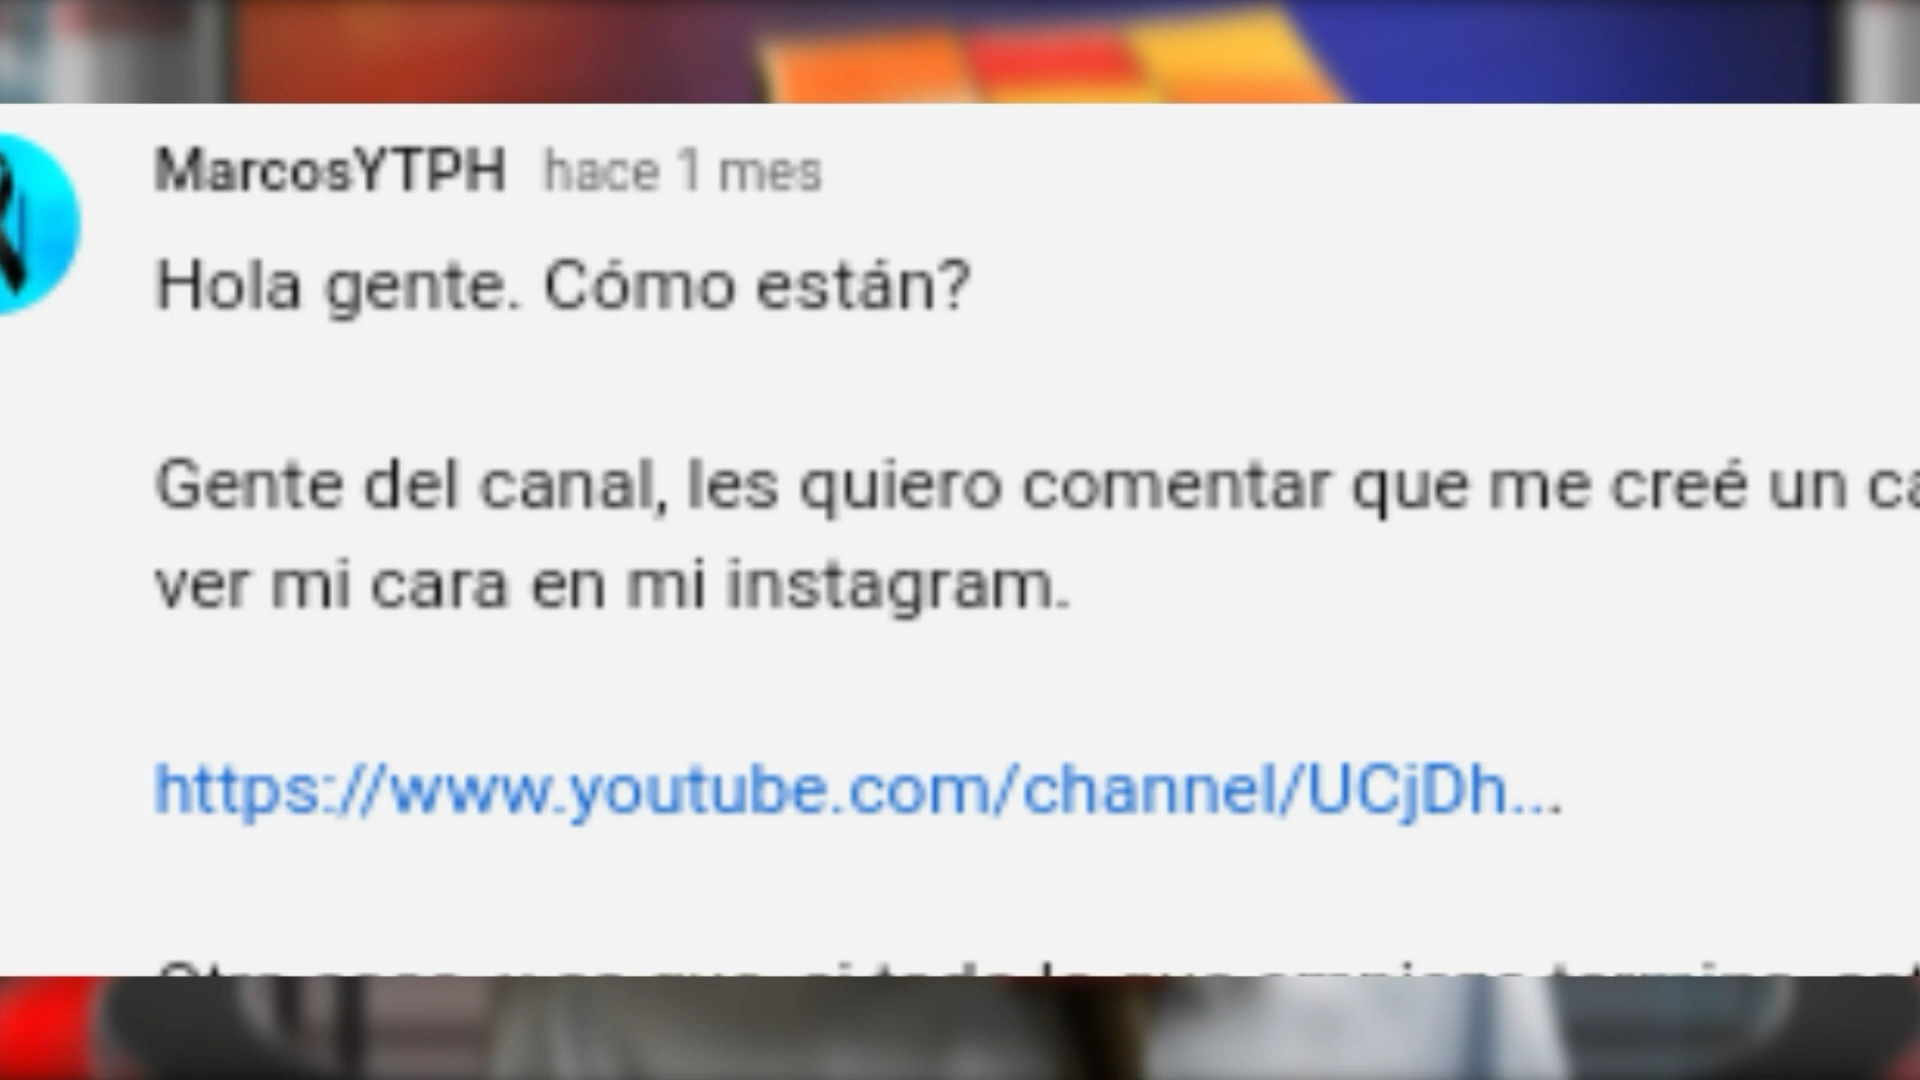 MarcosYTPH hace 1 mes
Hola gente. Cómo están?
Gente del canal, les quiero comentar que me creé un
ver mi cara en mi instagram.
https://www.youtube.com/channel/UCjDh...